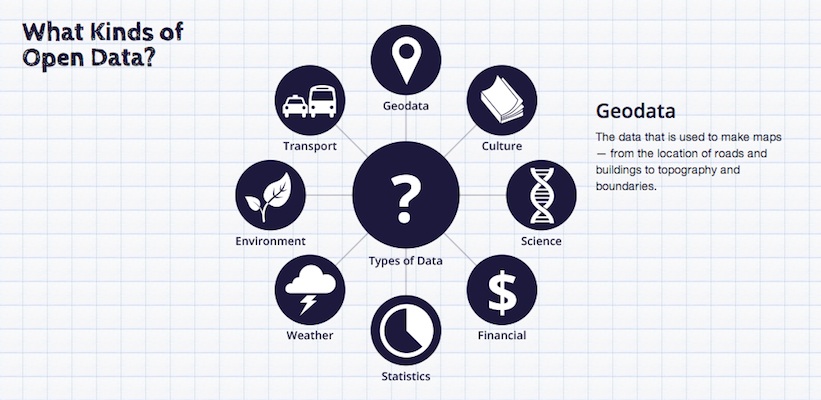 What Kinds of
Open Data?
Geodata
Transport
Culture
Environment
?
Types of Data
Science
Weather
$
Financial
Statistics
Geodata
The data that is used to make maps
— from the location of roads and
buildings to topography and
boundaries.